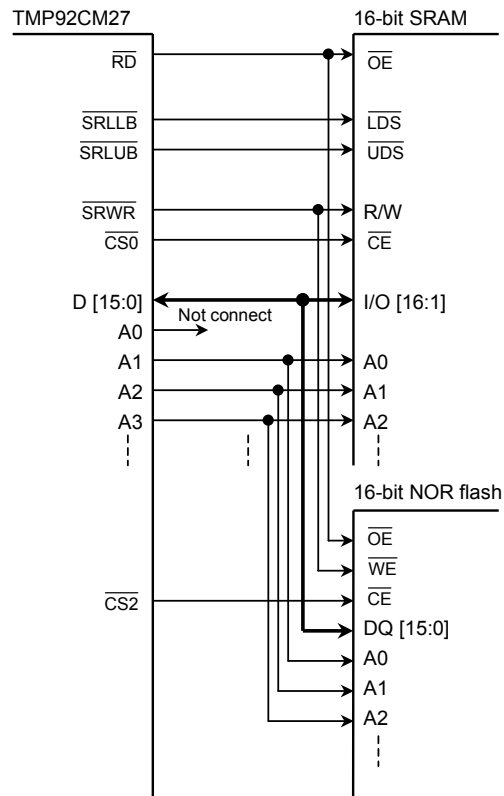 TMP92CM27 16-bit SRAM
RD OE
SRLLB LDS
SRLUB UDS
SRWR R/W
CS0 CE
D [15:0] I/O [16:1]
Not connect
A0
A1 A0
A2 A1
A3 A2
16-bit NOR flash
OE
WE
CS2 CE
DQ [15:0]
A0
A1
A2